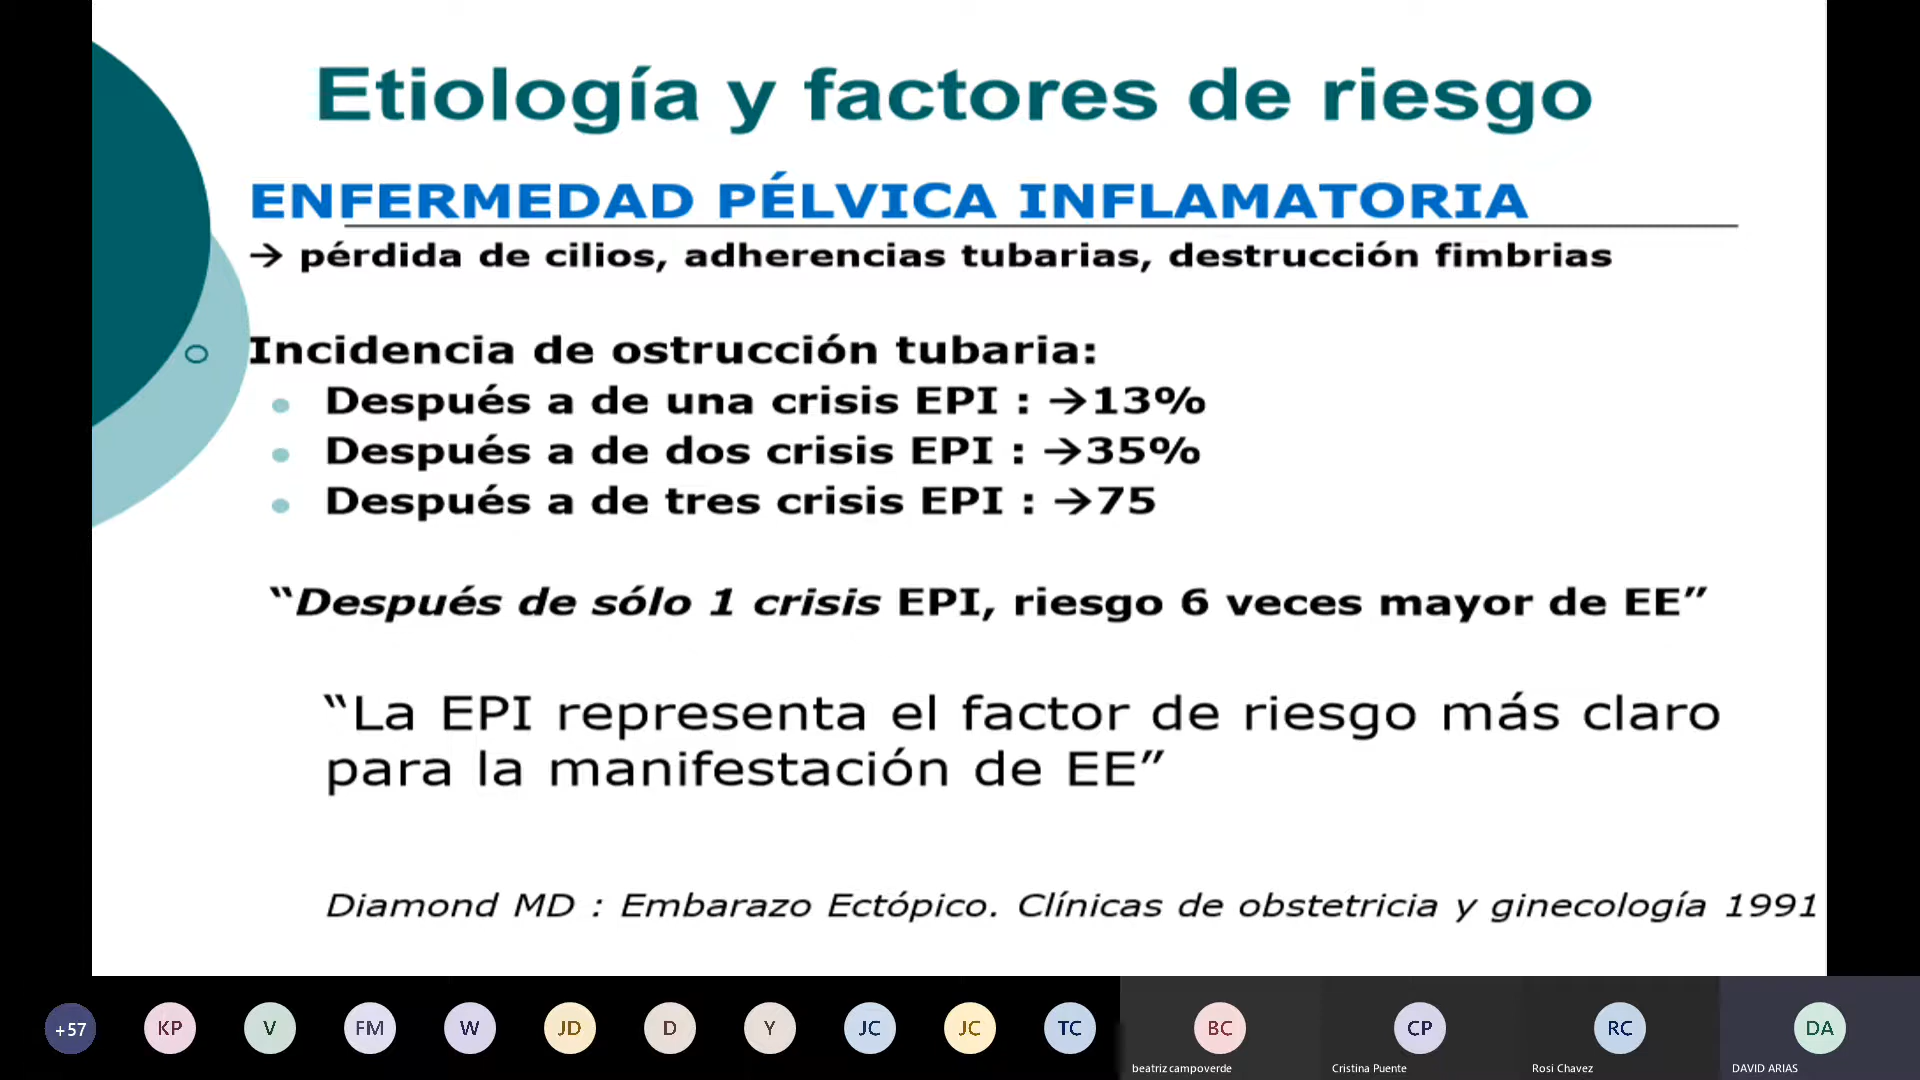 Etiología y factores de riesgo
ENFERMEDAD PÉLVICA INFLAMATORIA
→ pérdida de cilios, adherencias tubarias, destrucción fimbrias
Incidencia de ostrucción tubaria:
Después a de una crisis EPI : →13%
Después a de dos crisis EPI : →35%
Después a de tres crisis EPI : →75
“Después de sólo 1 crisis EPI, riesgo 6 veces mayor de EE”
“La EPI representa el factor de riesgo más claro
para la manifestación de EE”
Diamond MD : Embarazo Ectópico. Clínicas de obstetricia y ginecología 1991
+57 KP V FM W JD D Y JC JC TC BC CP RC DA
beatriz campoverde Cristina Puente Rosi Chavez DAVID ARIAS